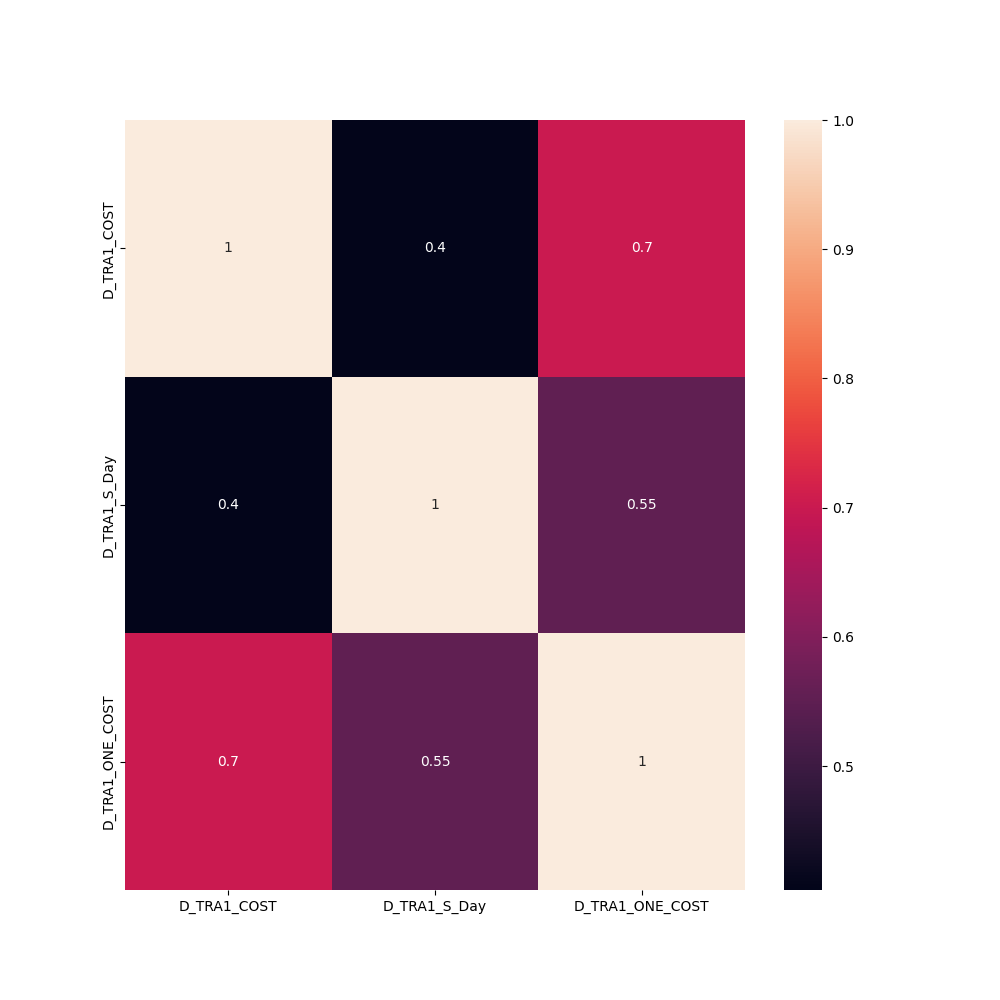 1.0
D_TRA1_COST
1
0.4
0.7
0.9
0.8
D_TRA1_S_Day
0.4
1
0.55
0.7
0.6
D_TRA1_ONE_COST
0.7
0.55
1
0.5
D_TRA1_COST
D_TRA1_S_Day
D_TRA1_ONE_COST